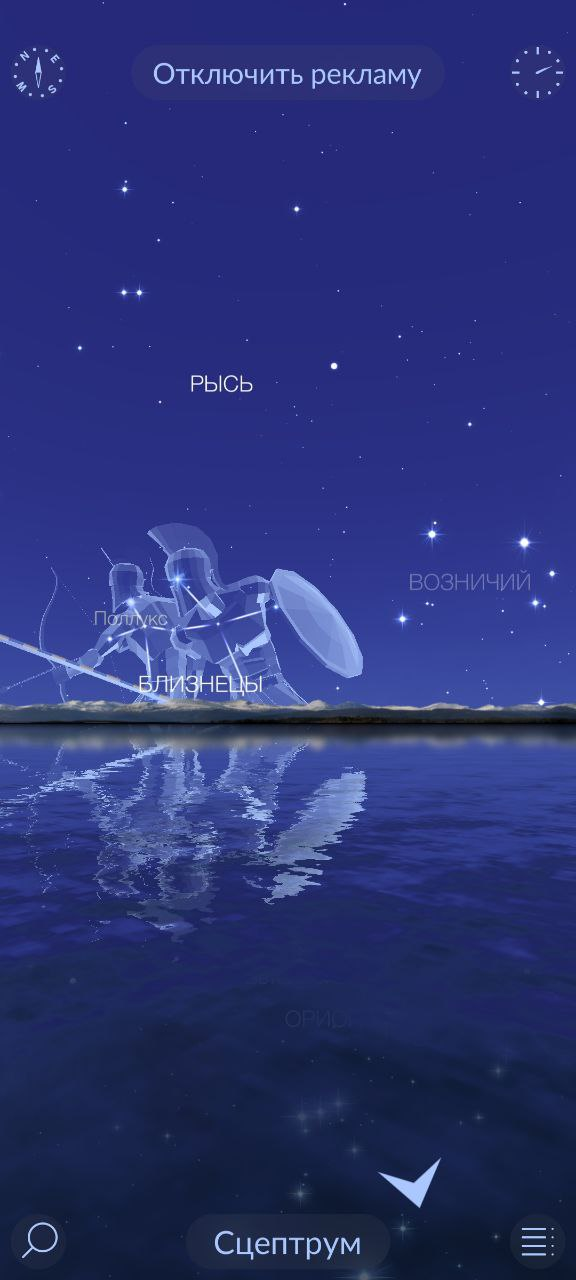 N E
W S
Отключить рекламу
РЫСЬ
ВОЗНИЧИЙ
Поллукс
БЛИЗНЕЦЫ
Сцептрум